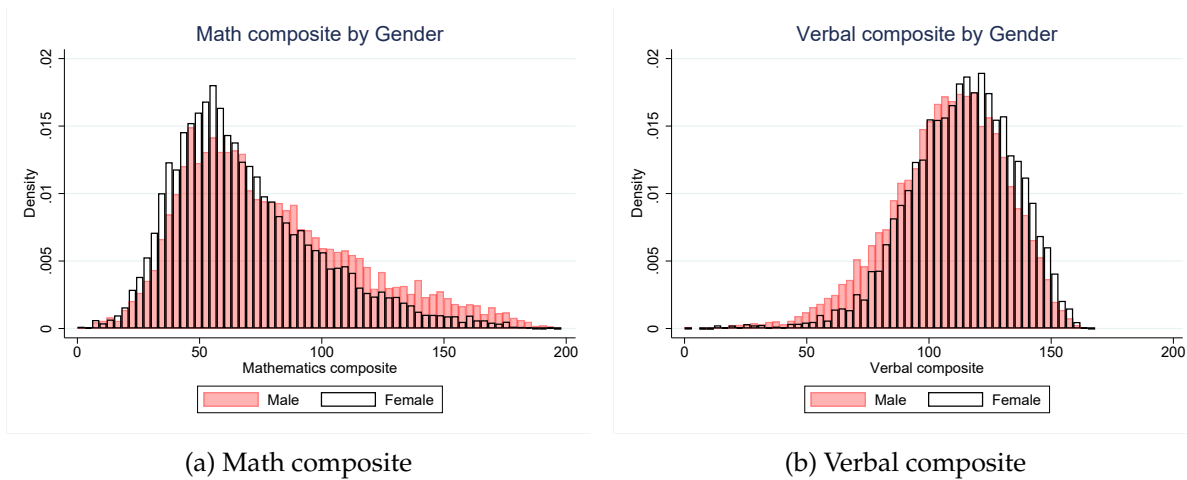 Math composite by Gender
.02
.015
.01
.005
0
Density
0 50 100 150 200
Mathematics composite
Male Female
(a) Math composite
Verbal composite by Gender
.02
.015
.01
.005
0
Density
0 50 100 150 200
Verbal composite
Male Female
(b) Verbal composite